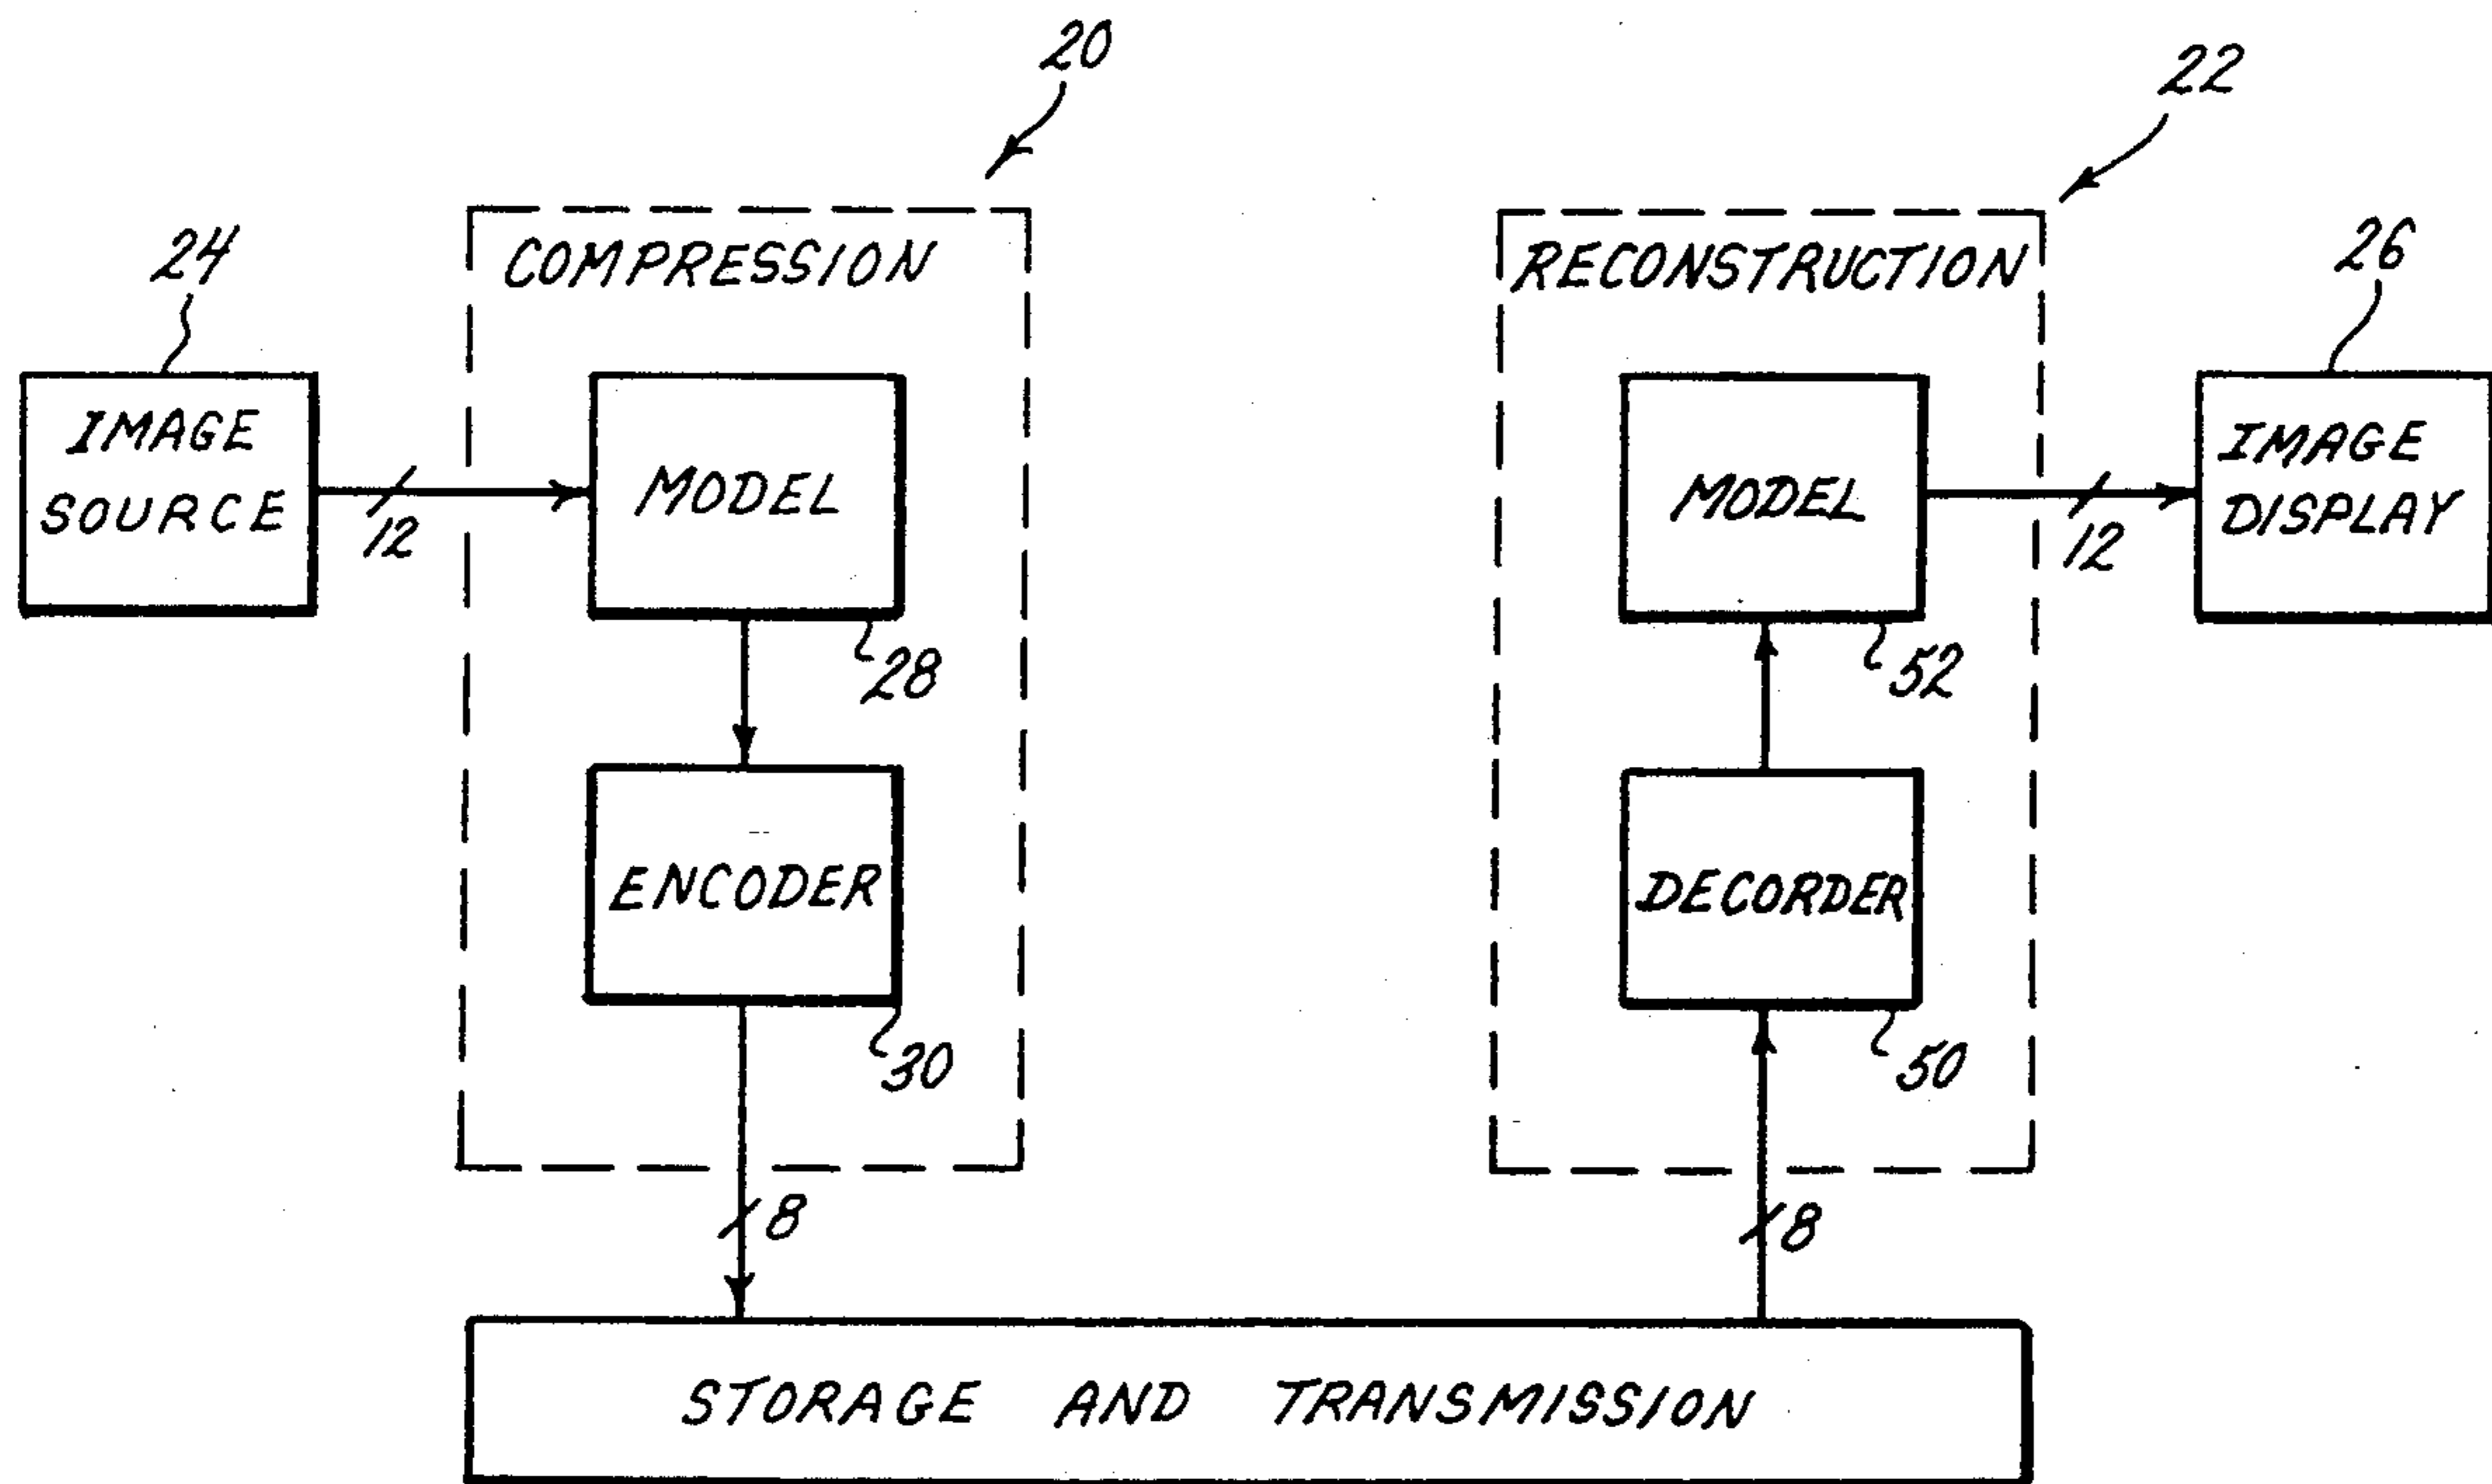 20
22
24
COMPRESSION
RECONSTRUCTION
26
IMAGE
SOURCE
12
MODEL
28
MODEL
52
12
IMAGE
DISPLAY
ENCODER
30
DECORDER
50
8
8
STORAGE AND TRANSMISSION